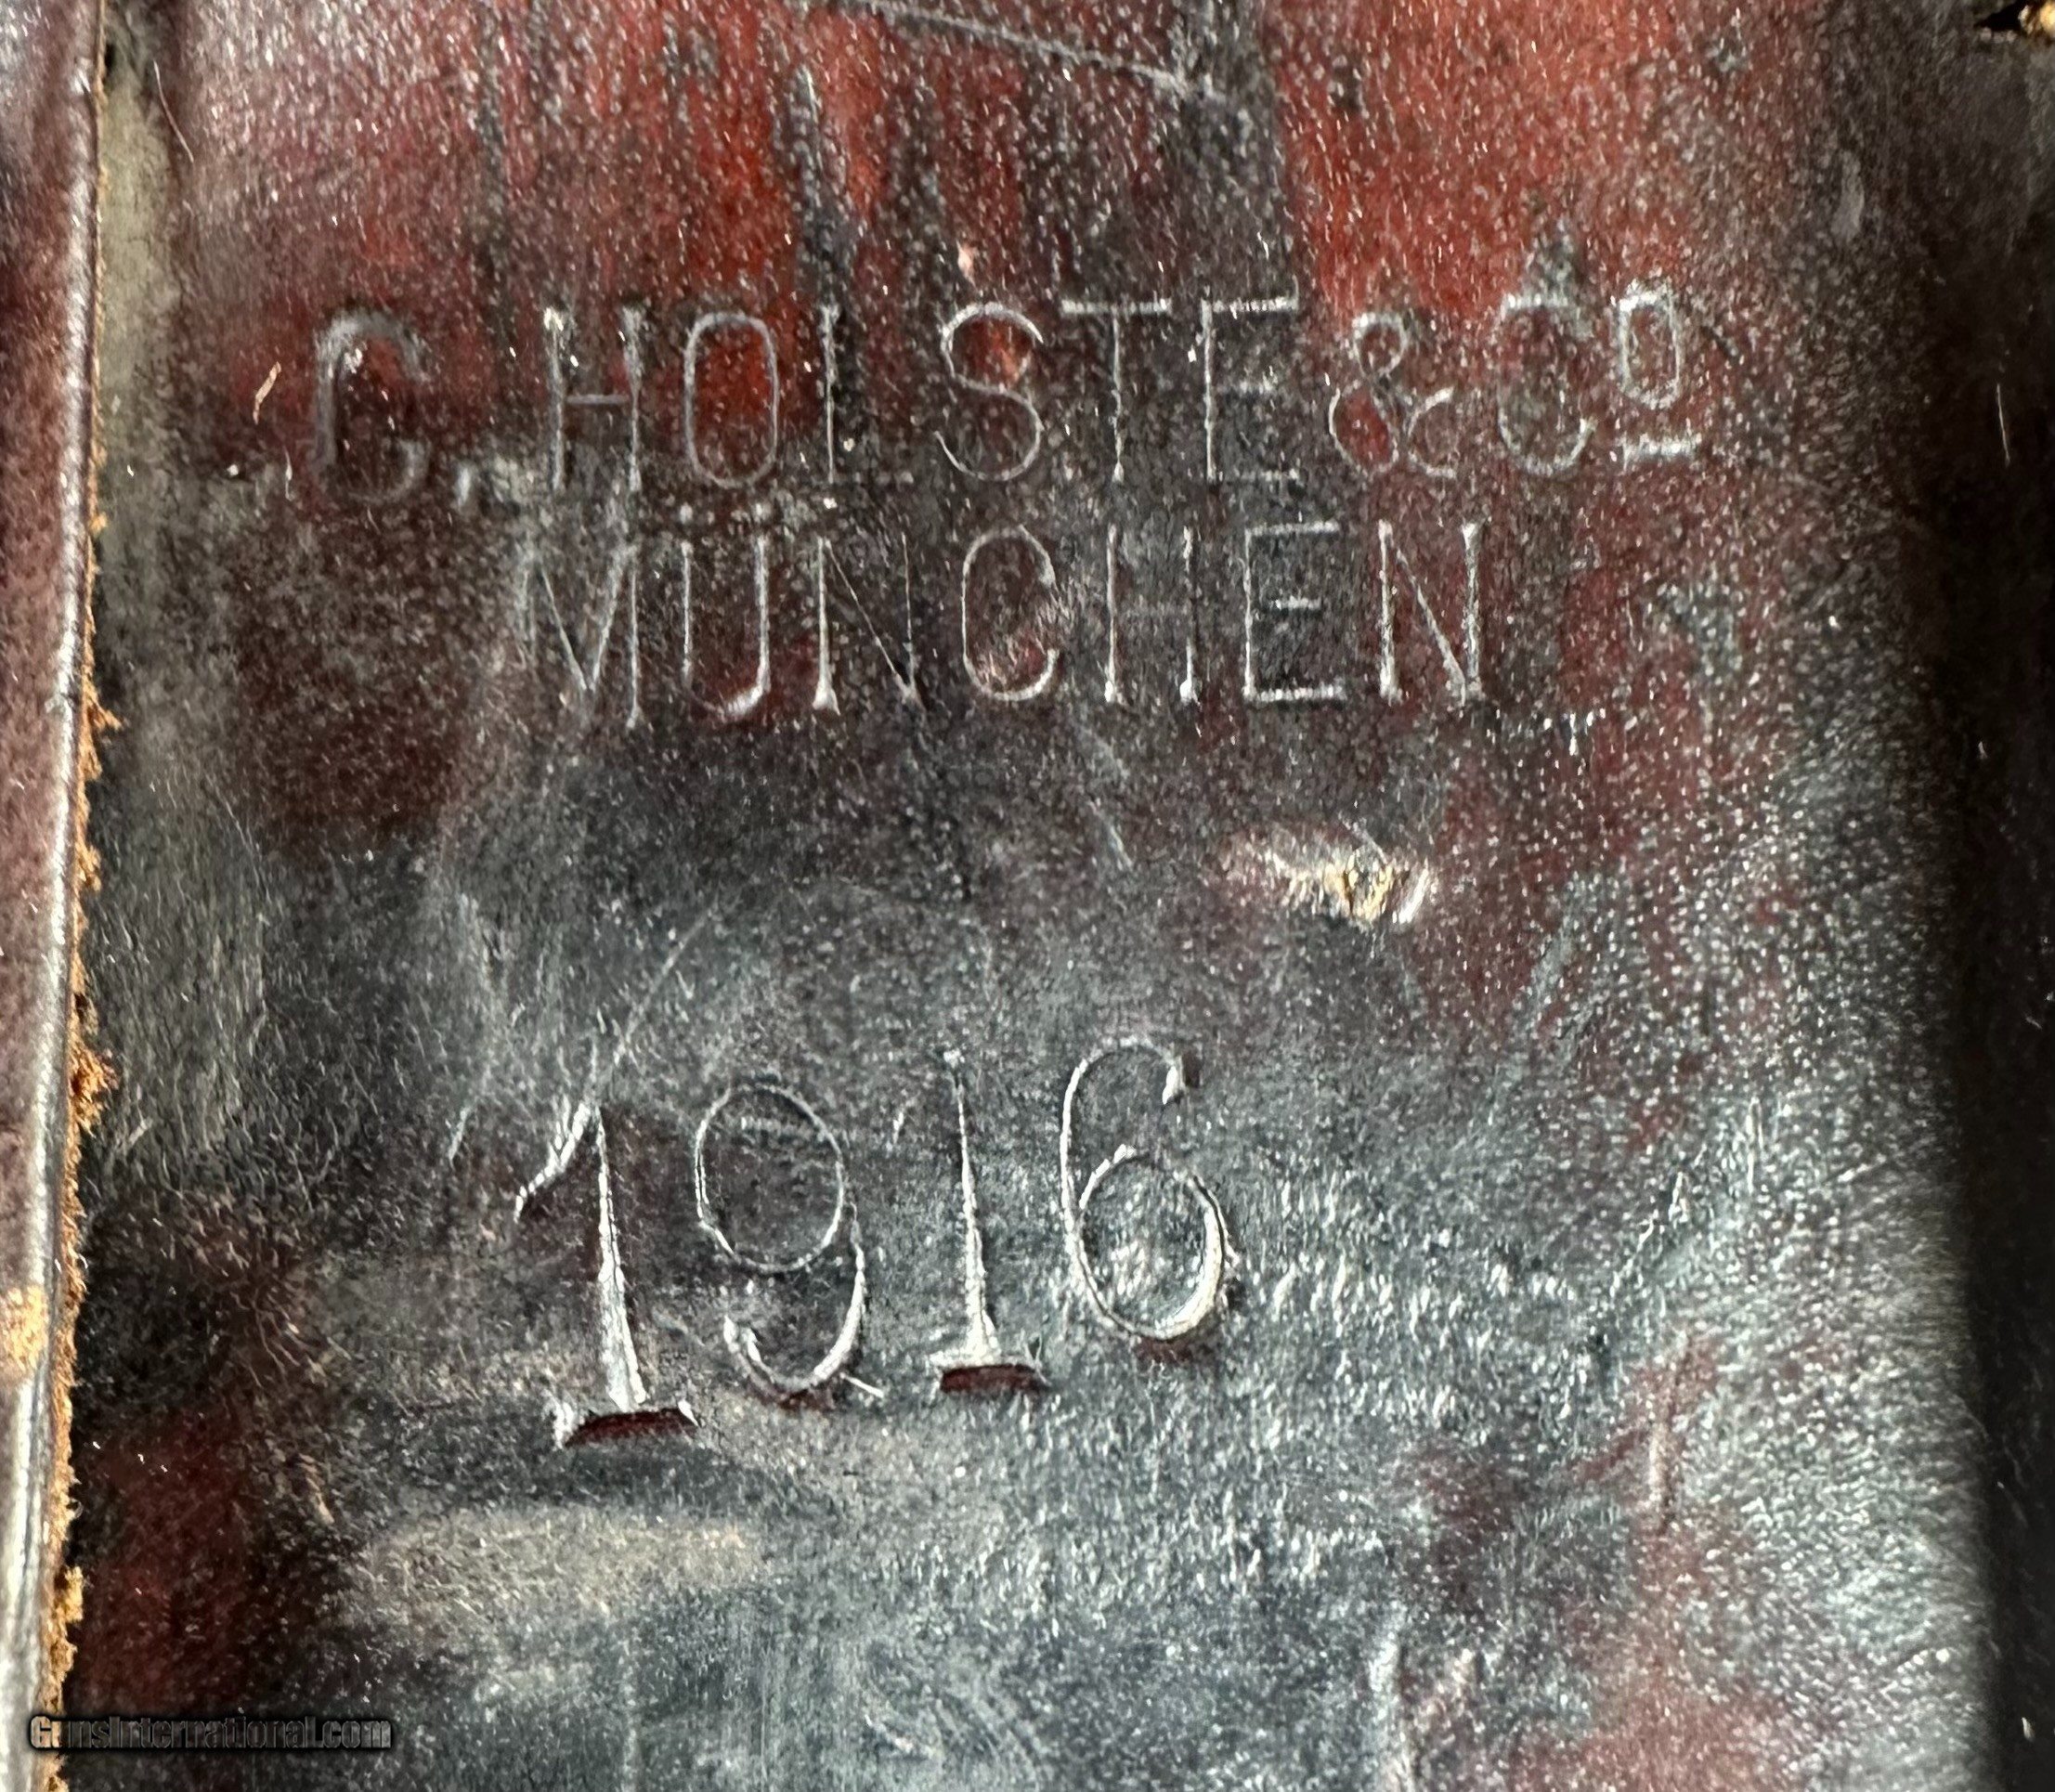 C. HOLSTE & Co
MÜNCHEN
1916
GunsInternational.com